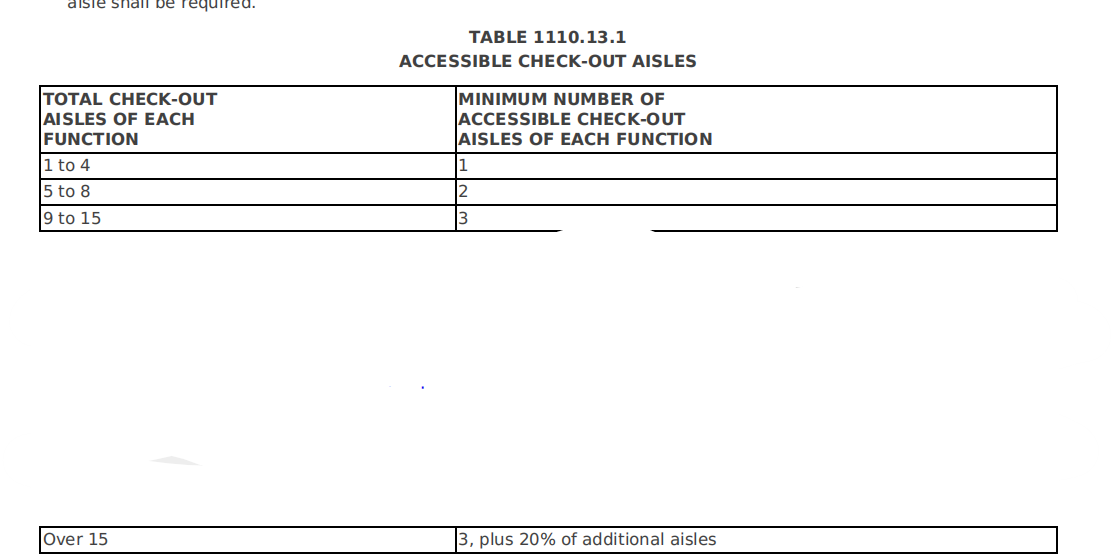 aisle shall be required.
TABLE 1110.13.1
ACCESSIBLE CHECK-OUT AISLES
TOTAL CHECK-OUT
AISLES OF EACH
FUNCTION
MINIMUM NUMBER OF
ACCESSIBLE CHECK-OUT
AISLES OF EACH FUNCTION
1 to 4
1
5 to 8
2
9 to 15
3
Over 15
3, plus 20% of additional aisles